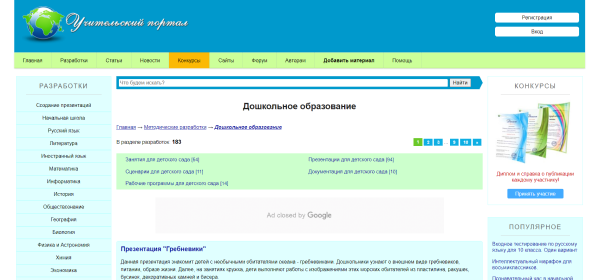 Учительский портал
Регистрация
Вход
Главная
Разработки
Статьи
Новости
Конкурсы
Сайты
Форум
Авторам
Добавить материал
Помощь
РАЗРАБОТКИ
Создание презентаций
Начальная школа
Русский язык
Литература
Иностранный язык
Математика
Информатика
История
Обществознание
География
Биология
Физика и Астрономия
Химия
Экономика
Что будем искать?
Найти
Дошкольное образование
Главная → Методические разработки → Дошкольное образование
В разделе разработок: 183
1 2 3 ... 9 10 »
Занятия для детского сада [54]
Презентации для детского сада [94]
Сценарии для детского сада [11]
Документация для детского сада [10]
Рабочие программы для детского сада [14]
Ad closed by Google
Презентация "Гребневики"
Данная презентация знакомит детей с необычными обитателями океана - гребневиками. Дошкольники узнают о внешнем виде гребневиков,
питании, образе жизни. Далее, на занятиях кружка, дети выполняют работы с изображением этих морских обитателей из пластилина, ракушек,
бусинок, декоративных камней и бисера.
КОНКУРСЫ
Диплом и справка о публикации
каждому участнику!
Принять участие
ПОПУЛЯРНОЕ
Входное тестирование по русскому
языку для 10 класса. Один вариант.
Интеллектуальный марафон для
восьмиклассников.
Познавательный час в начальной